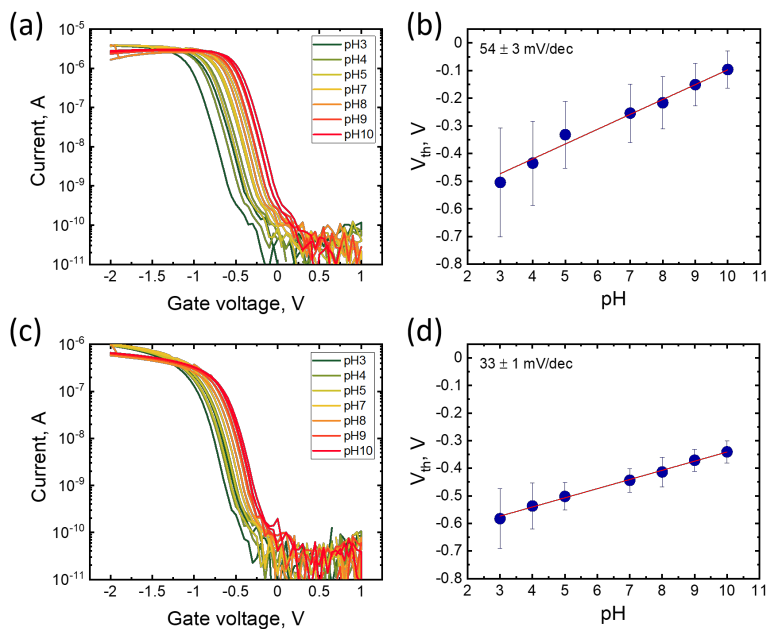 (a)
10⁻⁵
10⁻⁶
10⁻⁷
10⁻⁸
10⁻⁹
10⁻¹⁰
10⁻¹¹
Current, A
pH3
pH4
pH5
pH7
pH8
pH9
pH10
-2 -1.5 -1 -0.5 0 0.5 1
Gate voltage, V
(b)
54 ± 3 mV/dec
0
-0.1
-0.2
-0.3
-0.4
-0.5
-0.6
-0.7
-0.8
Vth, V
2 3 4 5 6 7 8 9 10 11
pH
(c)
10⁻⁶
10⁻⁷
10⁻⁸
10⁻⁹
10⁻¹⁰
10⁻¹¹
Current, A
pH3
pH4
pH5
pH7
pH8
pH9
pH10
-2 -1.5 -1 -0.5 0 0.5 1
Gate voltage, V
(d)
33 ± 1 mV/dec
0
-0.1
-0.2
-0.3
-0.4
-0.5
-0.6
-0.7
-0.8
Vth, V
2 3 4 5 6 7 8 9 10 11
pH